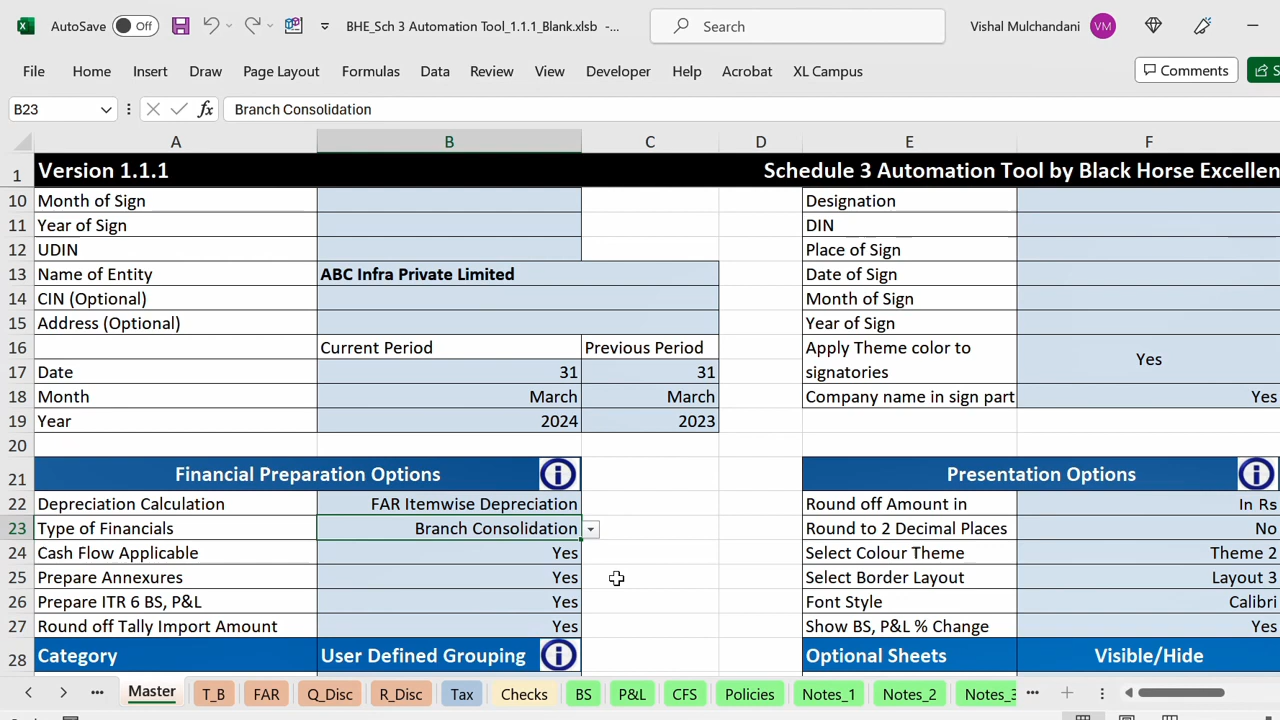 AutoSave Off BHE_Sch 3 Automation Tool_1.1.1_Blank.xlsb -... Search Vishal Mulchandani VM
File Home Insert Draw Page Layout Formulas Data Review View Developer Help Acrobat XL Campus Comments S
B23 fx Branch Consolidation
A B C D E F
1 Version 1.1.1 Schedule 3 Automation Tool by Black Horse Excellen
10 Month of Sign Designation
11 Year of Sign DIN
12 UDIN Place of Sign
13 Name of Entity ABC Infra Private Limited Date of Sign
14 CIN (Optional) Month of Sign
15 Address (Optional) Year of Sign
16 Current Period Previous Period Apply Theme color to
17 Date 31 31 signatories Yes
18 Month March March Company name in sign part Yes
19 Year 2024 2023
20
21 Financial Preparation Options i Presentation Options i
22 Depreciation Calculation FAR Itemwise Depreciation Round off Amount in In Rs
23 Type of Financials Branch Consolidation Round to 2 Decimal Places No
24 Cash Flow Applicable Yes Select Colour Theme Theme 2
25 Prepare Annexures Yes Select Border Layout Layout 3
26 Prepare ITR 6 BS, P&L Yes Font Style Calibri
27 Round off Tally Import Amount Yes Show BS, P&L % Change Yes
28 Category User Defined Grouping i Optional Sheets Visible/Hide
Master T_B FAR Q_Disc R_Disc Tax Checks BS P&L CFS Policies Notes_1 Notes_2 Notes_3